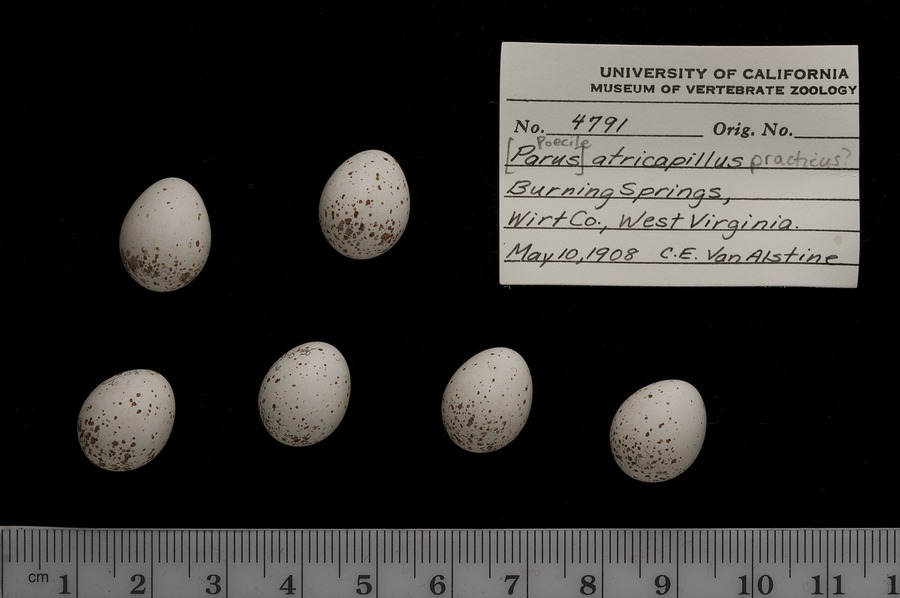 UNIVERSITY OF CALIFORNIA
MUSEUM OF VERTEBRATE ZOOLOGY
No. 4791 Orig. No.
Poecile
[Parus] atricapillus practicus?
Burning Springs,
Wirt Co., West Virginia.
May 10, 1908 C.E. Van Alstine
cm 1 2 3 4 5 6 7 8 9 10 11 1